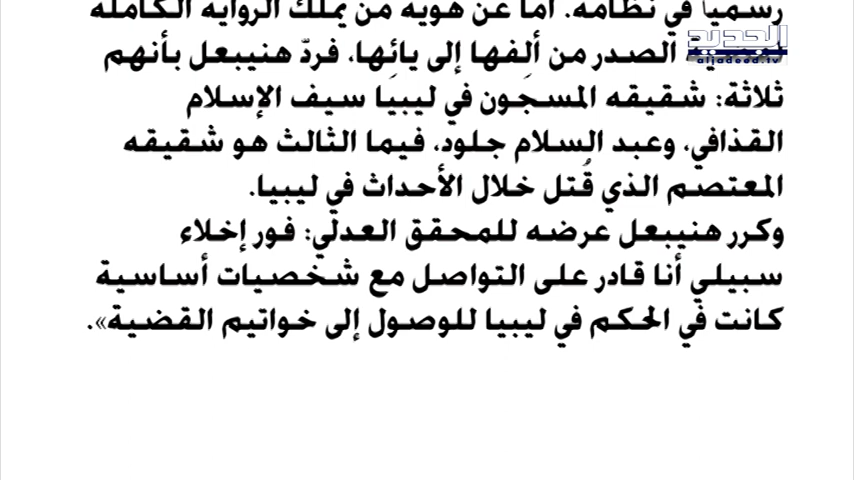 رسمياً في نظامه. أما عن هوية من يملك الرواية الكاملة
الصدر من ألفها إلى يائها، فردّ هنيبعل بأنهم
ثلاثة: شقيقه المسجون في ليبيا سيف الإسلام
القذافي، وعبد السلام جلود، فيما الثالث هو شقيقه
المعتصم الذي قُتل خلال الأحداث في ليبيا.
وكرر هنيبعل عرضه للمحقق العدلي: فور إخلاء
سبيلي أنا قادر على التواصل مع شخصيات أساسية
كانت في الحكم في ليبيا للوصول إلى خواتيم القضية».
الجديد
aljadeed.tv